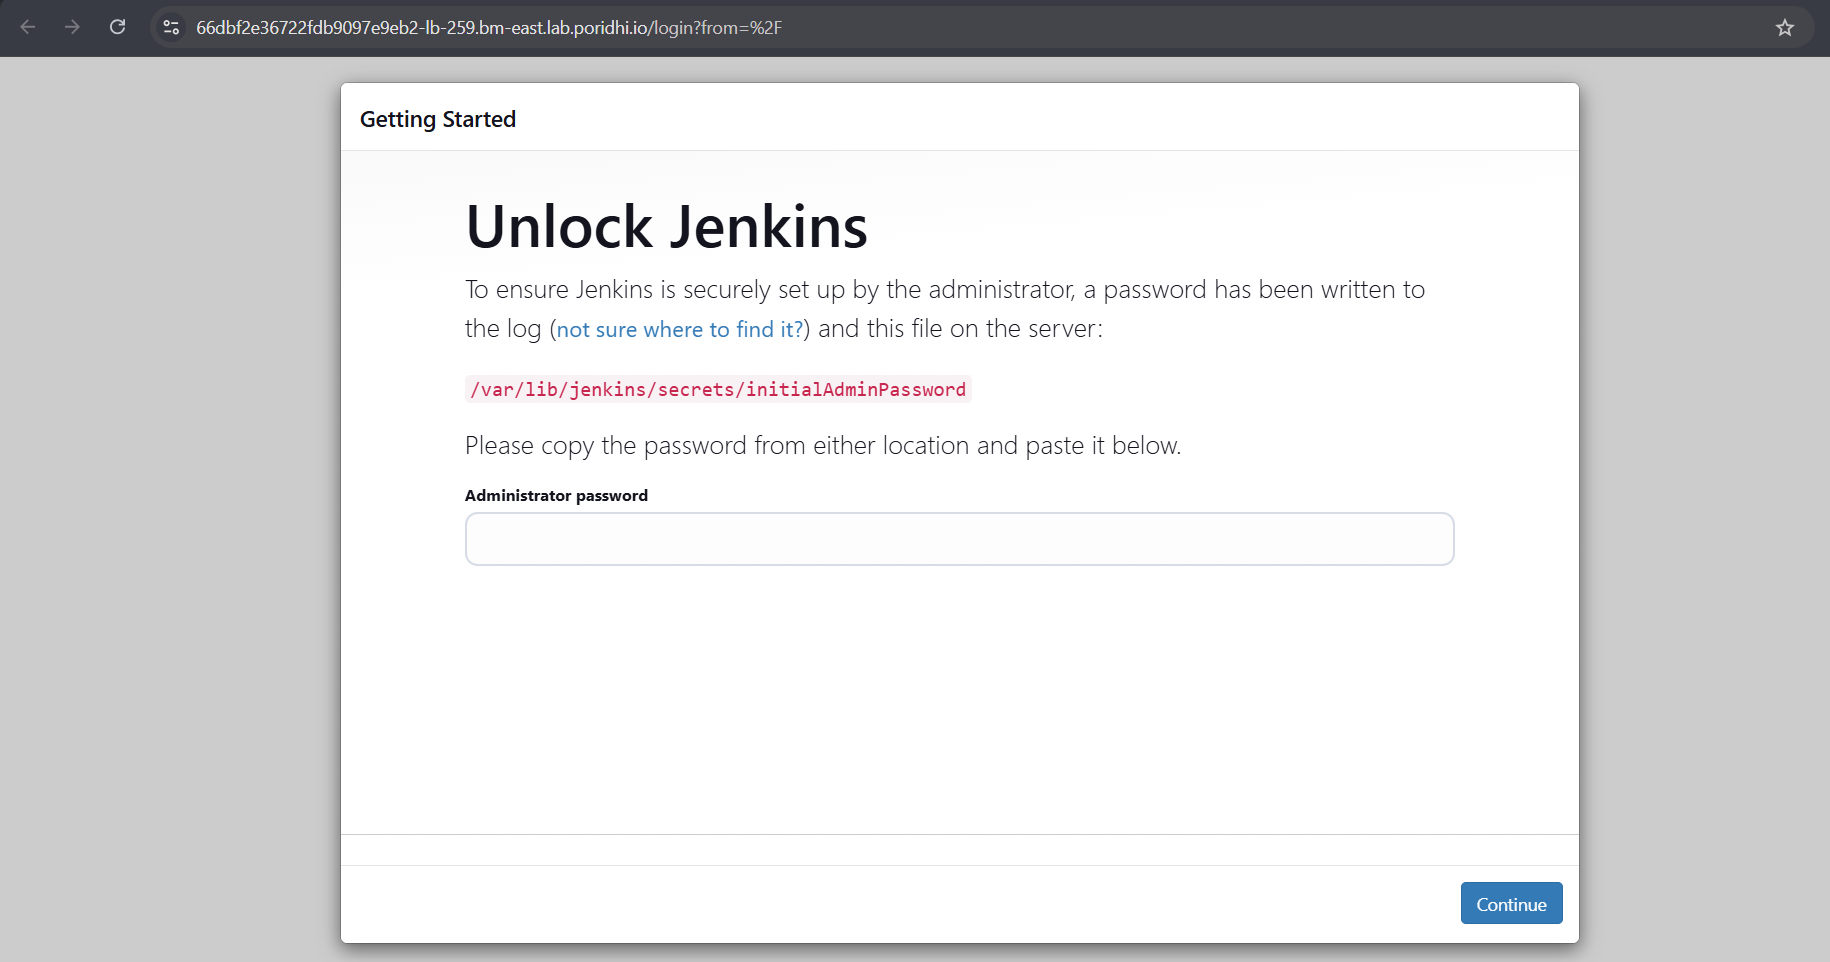 66dbf2e36722fdb9097e9eb2-lb-259.bm-east.lab.poridhi.io/login?from=%2F
Getting Started
Unlock Jenkins
To ensure Jenkins is securely set up by the administrator, a password has been written to
the log (not sure where to find it?) and this file on the server:
/var/lib/jenkins/secrets/initialAdminPassword
Please copy the password from either location and paste it below.
Administrator password
Continue